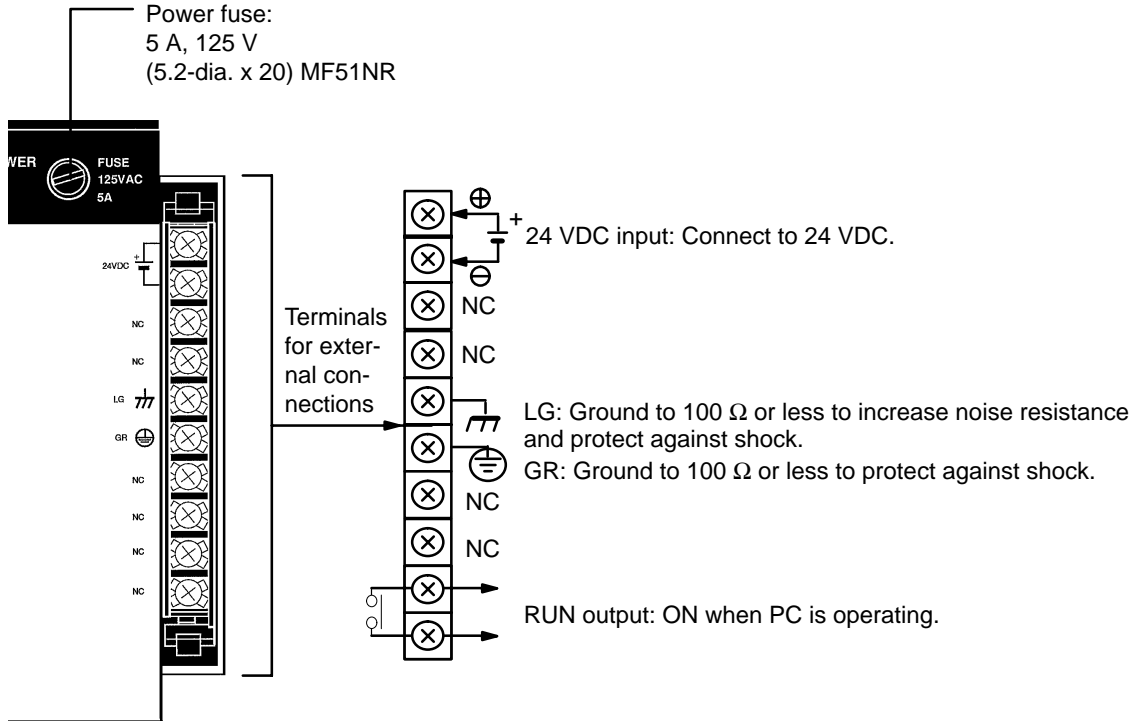 Power fuse:
5 A, 125 V
(5.2-dia. x 20) MF51NR
WER
FUSE
125VAC
5A
24VDC
+
NC
NC
LG
GR
NC
NC
NC
NC
Terminals
for exter-
nal con-
nections
+
24 VDC input: Connect to 24 VDC.
NC
NC
LG: Ground to 100 Ω or less to increase noise resistance
and protect against shock.
GR: Ground to 100 Ω or less to protect against shock.
NC
NC
RUN output: ON when PC is operating.